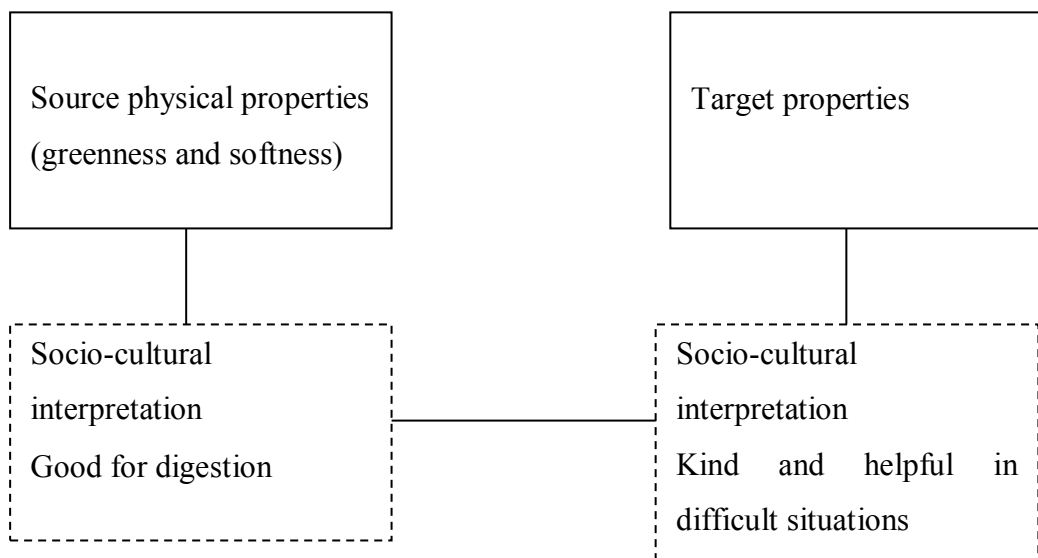 Source physical properties
(greenness and softness)
Target properties
Socio-cultural
interpretation
Good for digestion
Socio-cultural
interpretation
Kind and helpful in
difficult situations